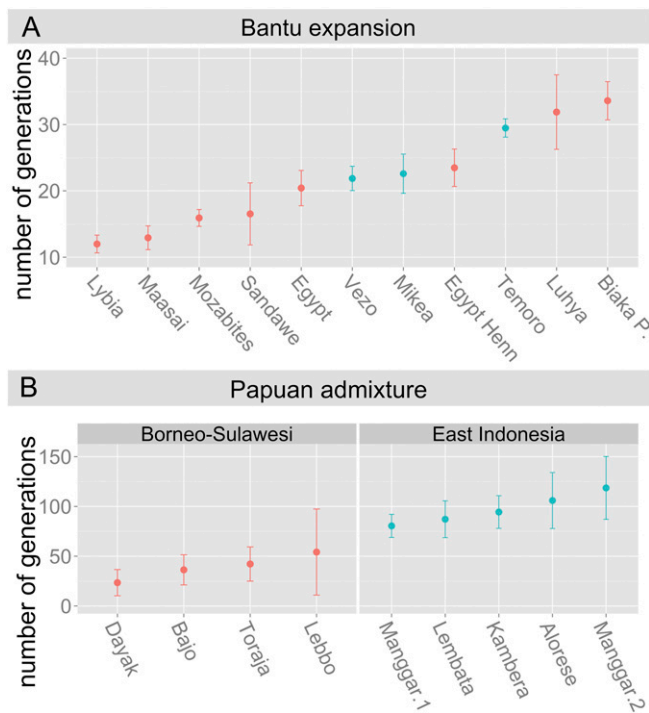 A
Bantu expansion
number of generations
40
30
20
10
Lybia
Maasai
Mozabites
Sandawe
Egypt
Vezo
Mikea
Egypt Henn
Temoro
Luhya
Biaka P.
B
Papuan admixture
Borneo-Sulawesi
East Indonesia
number of generations
150
100
50
0
Dayak
Bajo
Toraja
Lebbo
Manggar.1
Lembata
Kambera
Alorese
Manggar.2